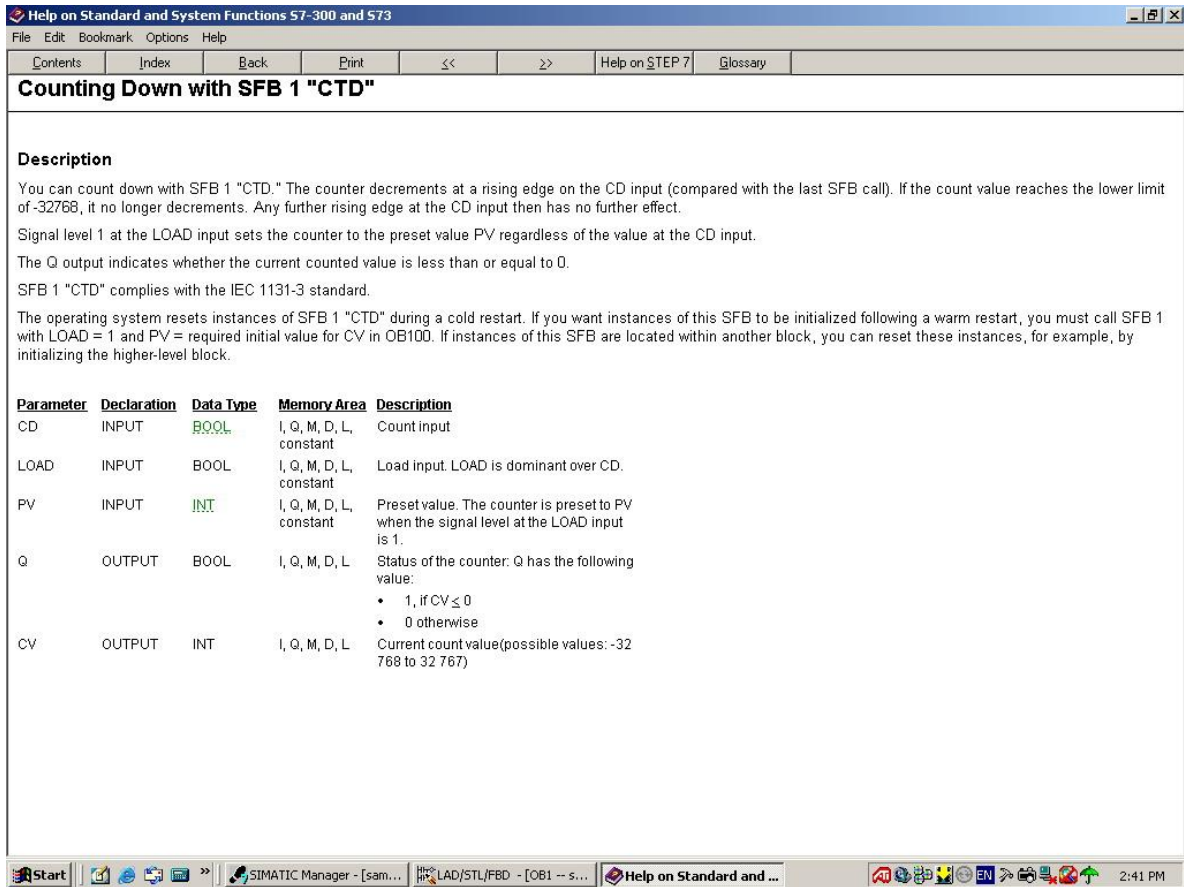 Help on Standard and System Functions S7-300 and S73
File Edit Bookmark Options Help
Contents Index Back Print << >> Help on STEP 7 Glossary
Counting Down with SFB 1 "CTD"
Description
You can count down with SFB 1 "CTD." The counter decrements at a rising edge on the CD input (compared with the last SFB call). If the count value reaches the lower limit
of -32768, it no longer decrements. Any further rising edge at the CD input then has no further effect.
Signal level 1 at the LOAD input sets the counter to the preset value PV regardless of the value at the CD input.
The Q output indicates whether the current counted value is less than or equal to 0.
SFB 1 "CTD" complies with the IEC 1131-3 standard.
The operating system resets instances of SFB 1 "CTD" during a cold restart. If you want instances of this SFB to be initialized following a warm restart, you must call SFB 1
with LOAD = 1 and PV = required initial value for CV in OB100. If instances of this SFB are located within another block, you can reset these instances, for example, by
initializing the higher-level block.
Parameter Declaration Data Type Memory Area Description
CD INPUT BOOL I, Q, M, D, L, Count input
constant
LOAD INPUT BOOL I, Q, M, D, L, Load input. LOAD is dominant over CD.
constant
PV INPUT INT I, Q, M, D, L, Preset value. The counter is preset to PV
constant when the signal level at the LOAD input
is 1.
Q OUTPUT BOOL I, Q, M, D, L Status of the counter: Q has the following
value:
• 1, if CV ≤ 0
• 0 otherwise
CV OUTPUT INT I, Q, M, D, L Current count value(possible values: -32
768 to 32 767)
Start » SIMATIC Manager - [sam... LAD/STL/FBD - [OB1 -- s... Help on Standard and ... EN 2:41 PM